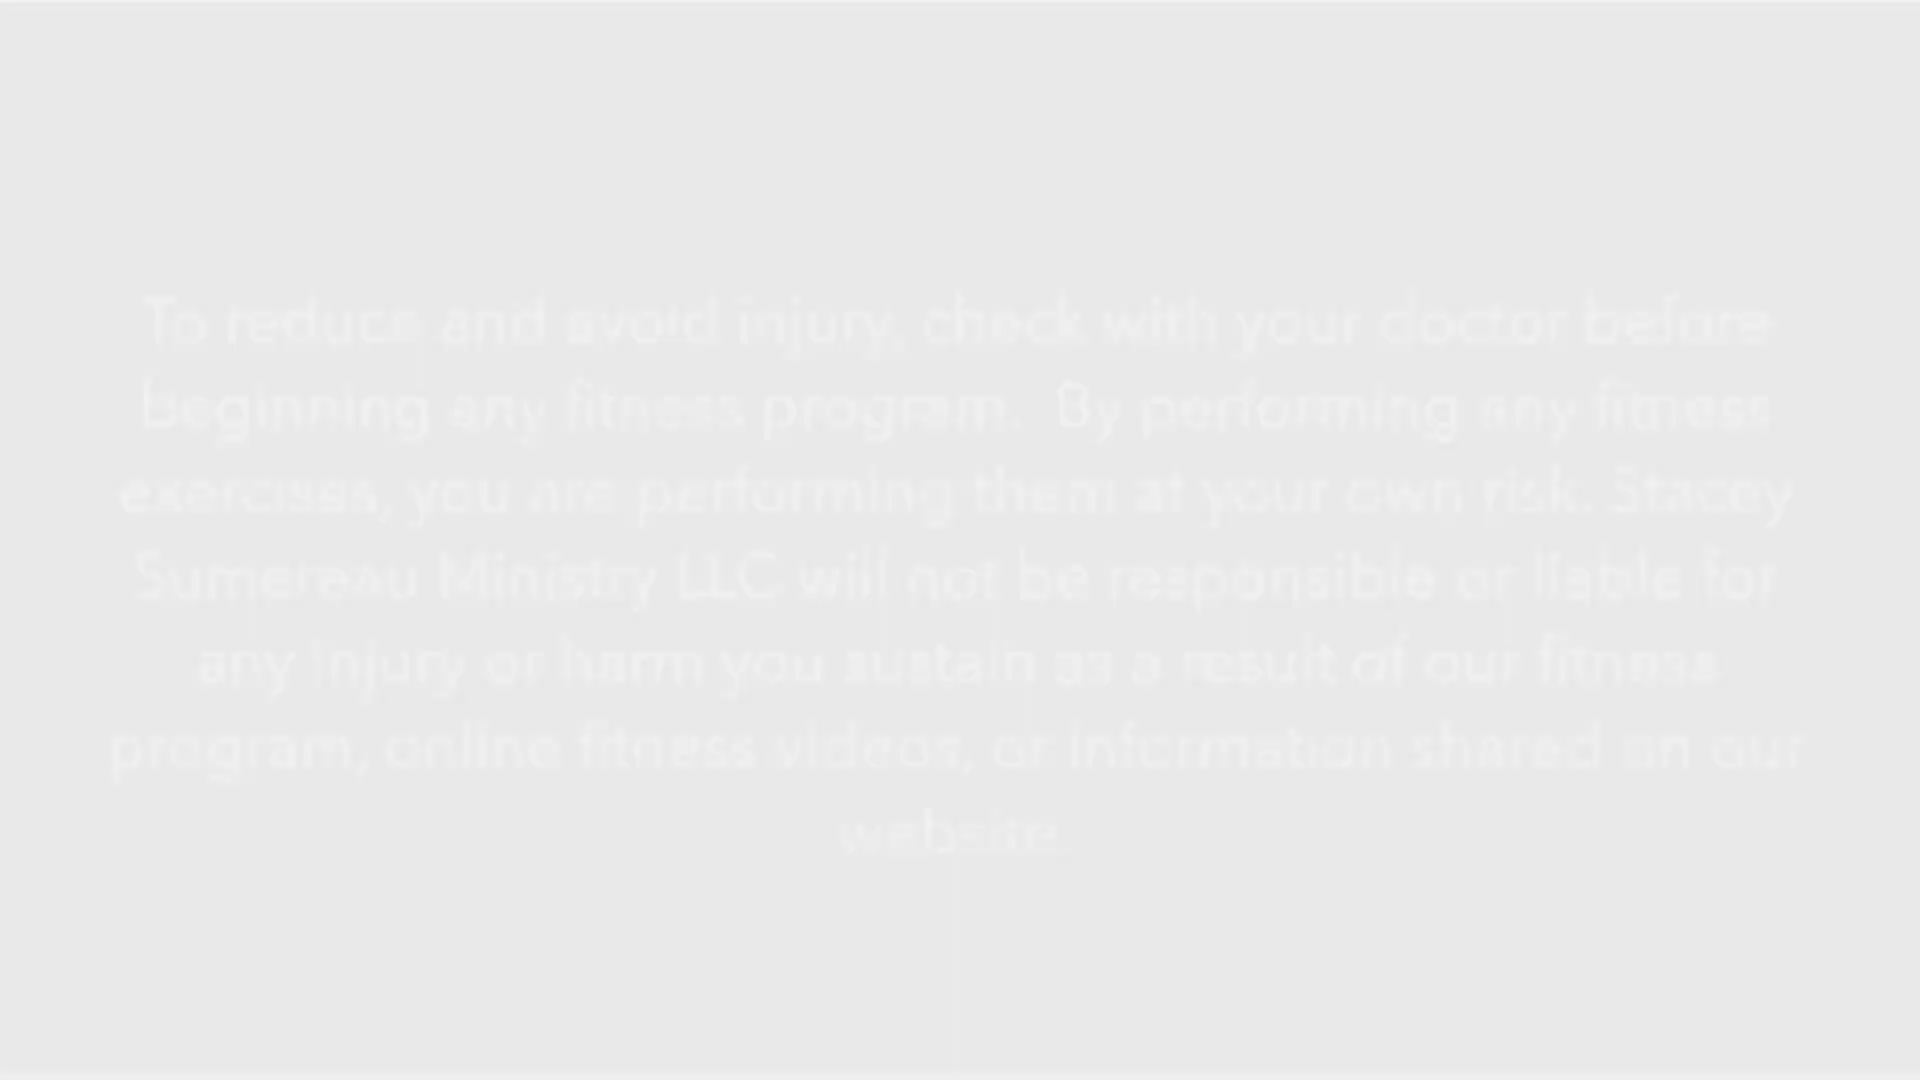 To reduce and avoid injury, check with your doctor before
beginning any fitness program. By performing any fitness
exercises, you are performing them at your own risk. Stacey
Sumereau Ministry LLC will not be responsible or liable for
any injury or harm you sustain as a result of our fitness
program, online fitness videos, or information shared on our
website.